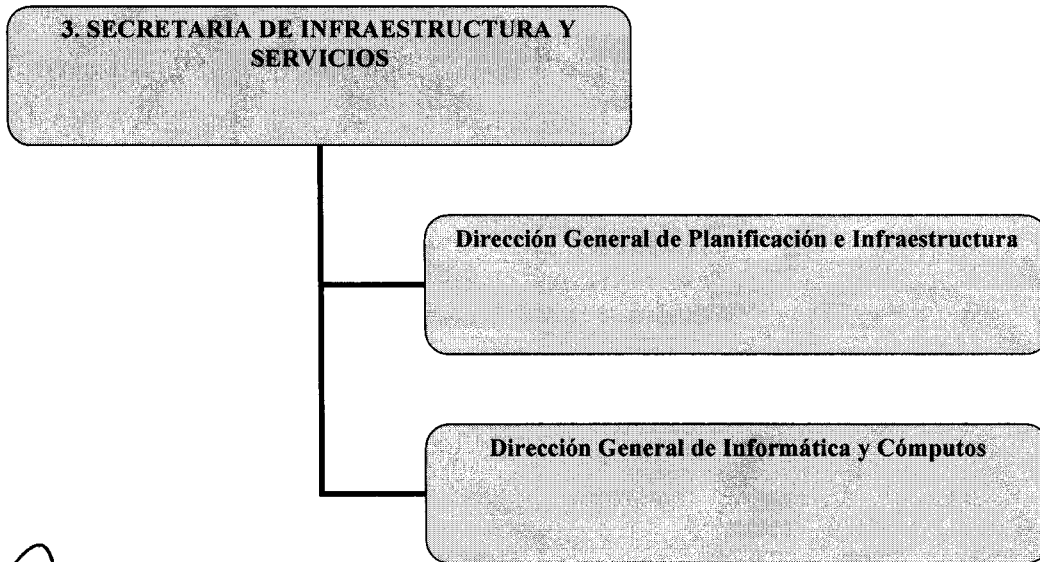 3. SECRETARIA DE INFRAESTRUCTURA Y
SERVICIOS
Dirección General de Planificación e Infraestructura
Dirección General de Informática y Cómputos